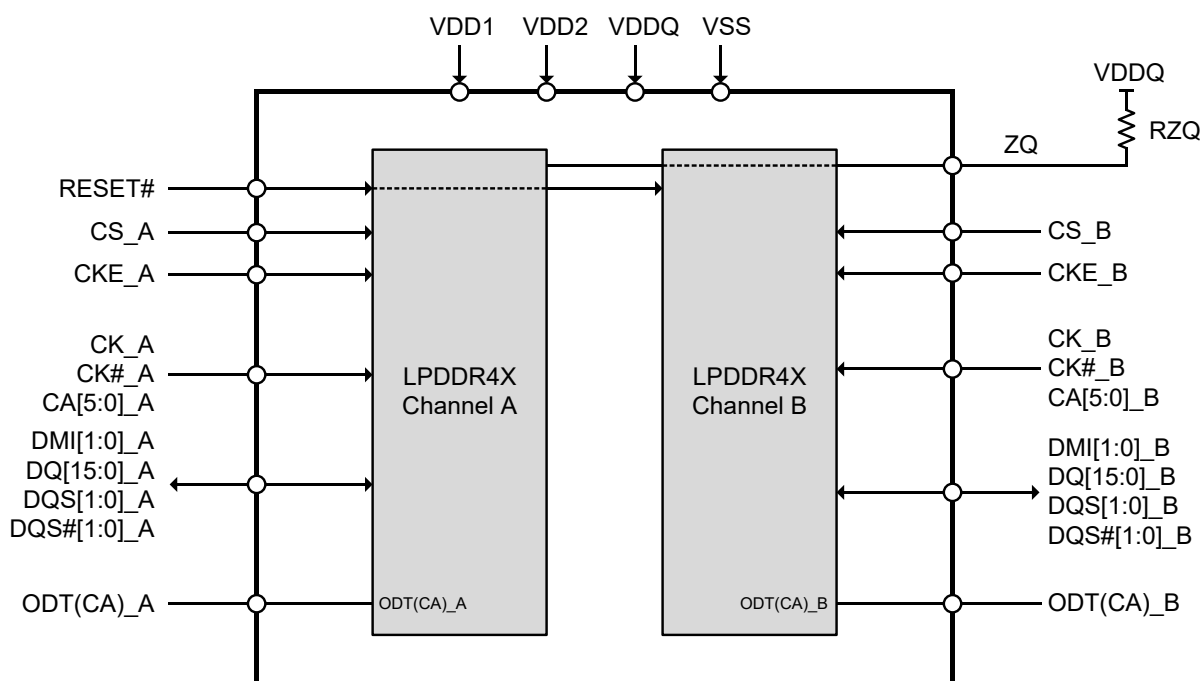 VDD1
VDD2
VDDQ
VSS
VDDQ
RZQ
ZQ
RESET#
CS_A
CS_B
CKE_A
CKE_B
CK_A
CK#_A
CA[5:0]_A
LPDDR4X
Channel A
LPDDR4X
Channel B
CK_B
CK#_B
CA[5:0]_B
DMI[1:0]_A
DQ[15:0]_A
DQS[1:0]_A
DQS#[1:0]_A
DMI[1:0]_B
DQ[15:0]_B
DQS[1:0]_B
DQS#[1:0]_B
ODT(CA)_A
ODT(CA)_A
ODT(CA)_B
ODT(CA)_B